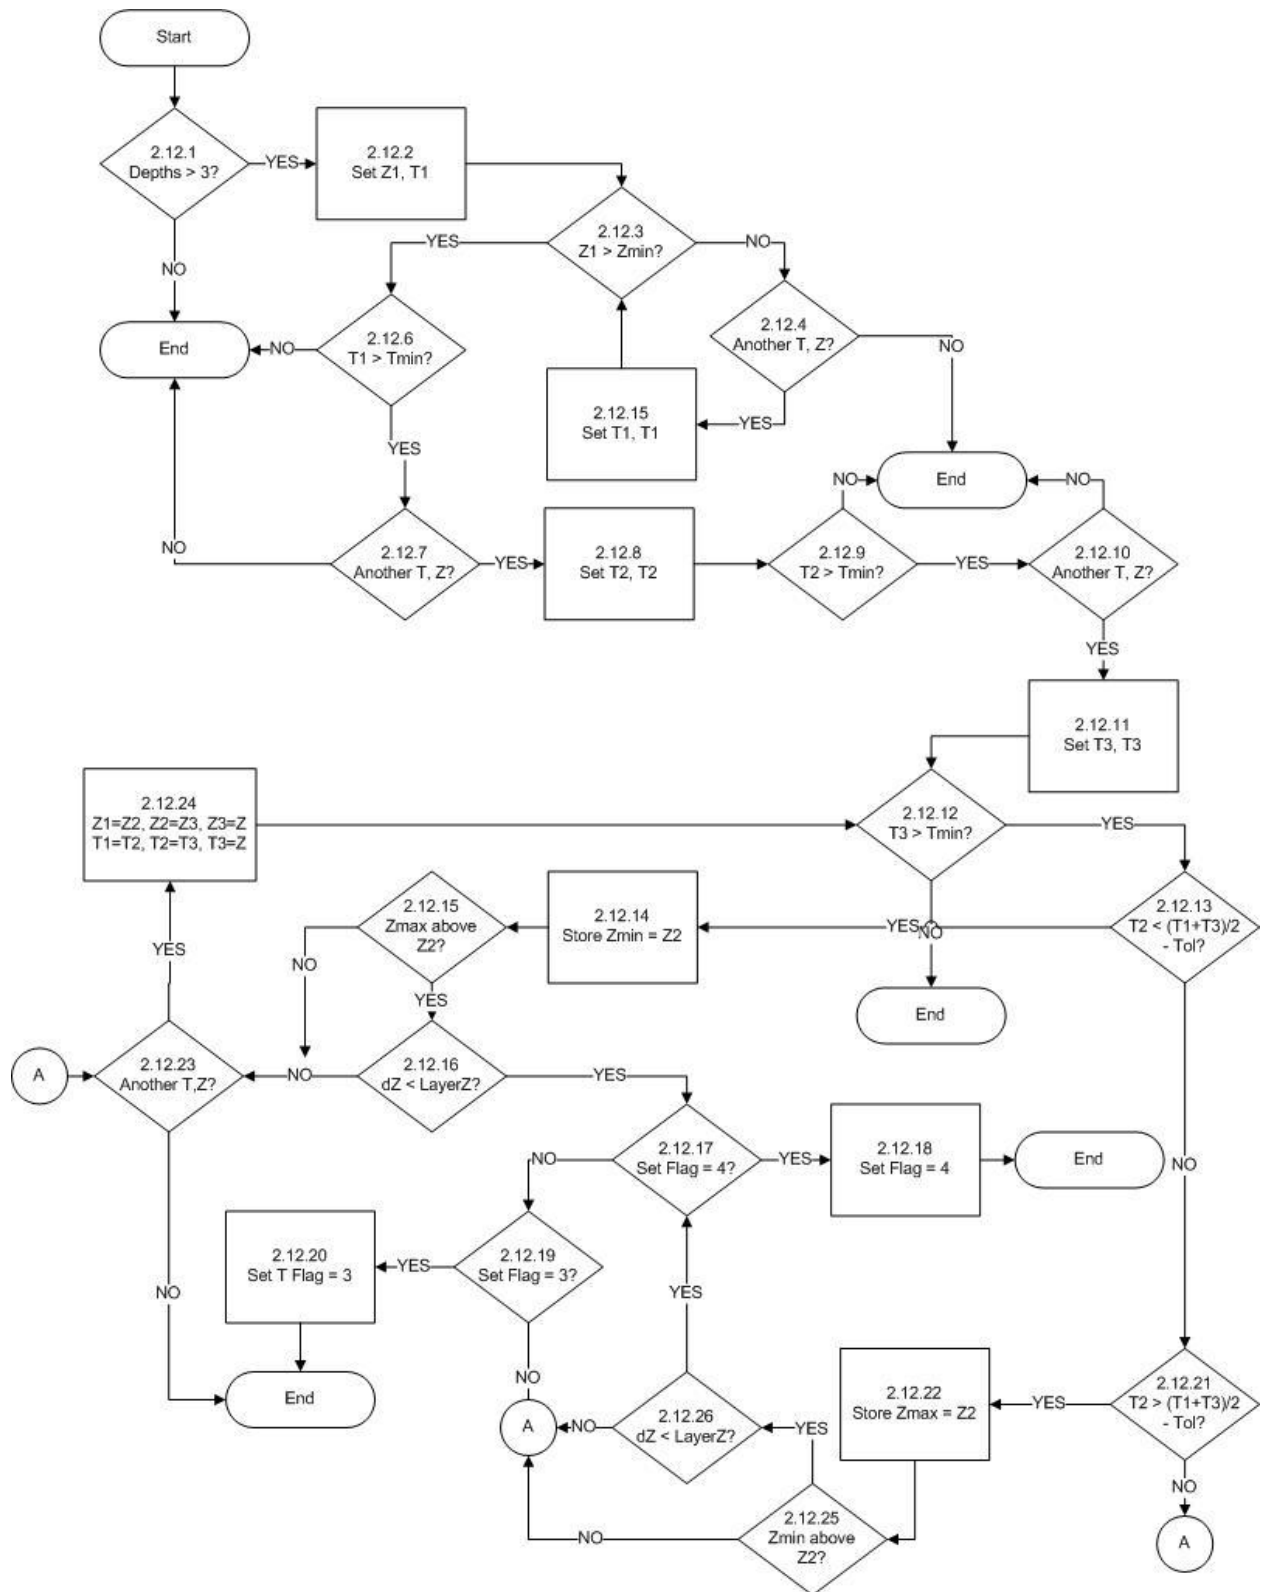 Start
2.12.1
Depths > 3?
YES
2.12.2
Set Z1, T1
2.12.3
Z1 > Zmin?
YES
NO
NO
2.12.4
Another T, Z?
End
NO
2.12.6
T1 > Tmin?
NO
2.12.15
Set T1, T1
YES
YES
End
NO
NO
NO
2.12.7
Another T, Z?
YES
2.12.8
Set T2, T2
2.12.9
T2 > Tmin?
YES
2.12.10
Another T, Z?
YES
2.12.11
Set T3, T3
2.12.24
Z1=Z2, Z2=Z3, Z3=Z
T1=T2, T2=T3, T3=Z
2.12.12
T3 > Tmin?
YES
2.12.15
Zmax above
Z2?
2.12.14
Store Zmin = Z2
YES
NO
2.12.13
T2 < (T1+T3)/2
- Tol?
YES
NO
YES
End
A
2.12.23
Another T,Z?
NO
2.12.16
dZ < LayerZ?
YES
2.12.17
Set Flag = 4?
NO
YES
2.12.18
Set Flag = 4
End
NO
2.12.20
Set T Flag = 3
YES
2.12.19
Set Flag = 3?
NO
YES
NO
End
A
NO
2.12.26
dZ < LayerZ?
YES
2.12.22
Store Zmax = Z2
YES
2.12.21
T2 > (T1+T3)/2
- Tol?
NO
NO
2.12.25
Zmin above
Z2?
A